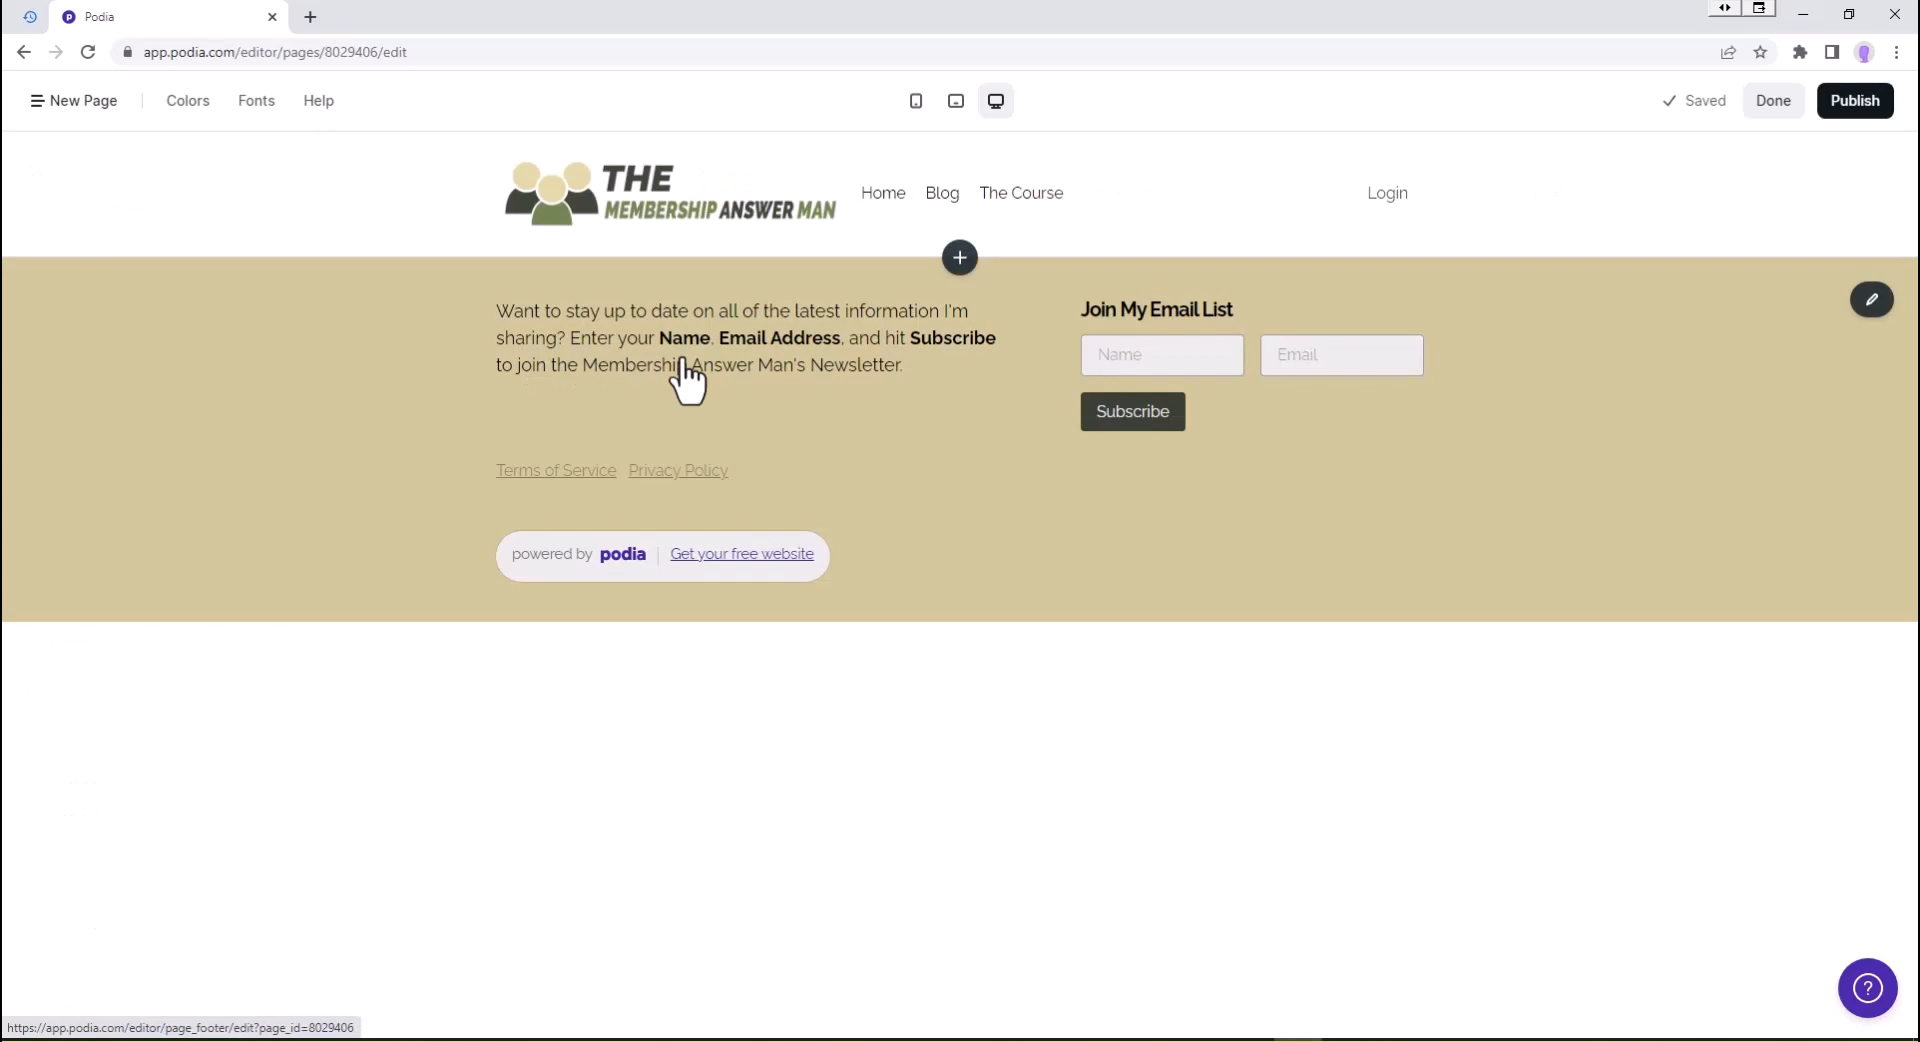 Podia
app.podia.com/editor/pages/8029406/edit
New Page
Colors
Fonts
Help
Saved
Done
Publish
THE
MEMBERSHIP ANSWER MAN
Home
Blog
The Course
Login
Want to stay up to date on all of the latest information I'm
sharing? Enter your Name, Email Address, and hit Subscribe
to join the Membership Answer Man's Newsletter.
Join My Email List
Name
Email
Subscribe
Terms of Service
Privacy Policy
powered by podia
Get your free website
https://app.podia.com/editor/page_footer/edit?page_id=8029406